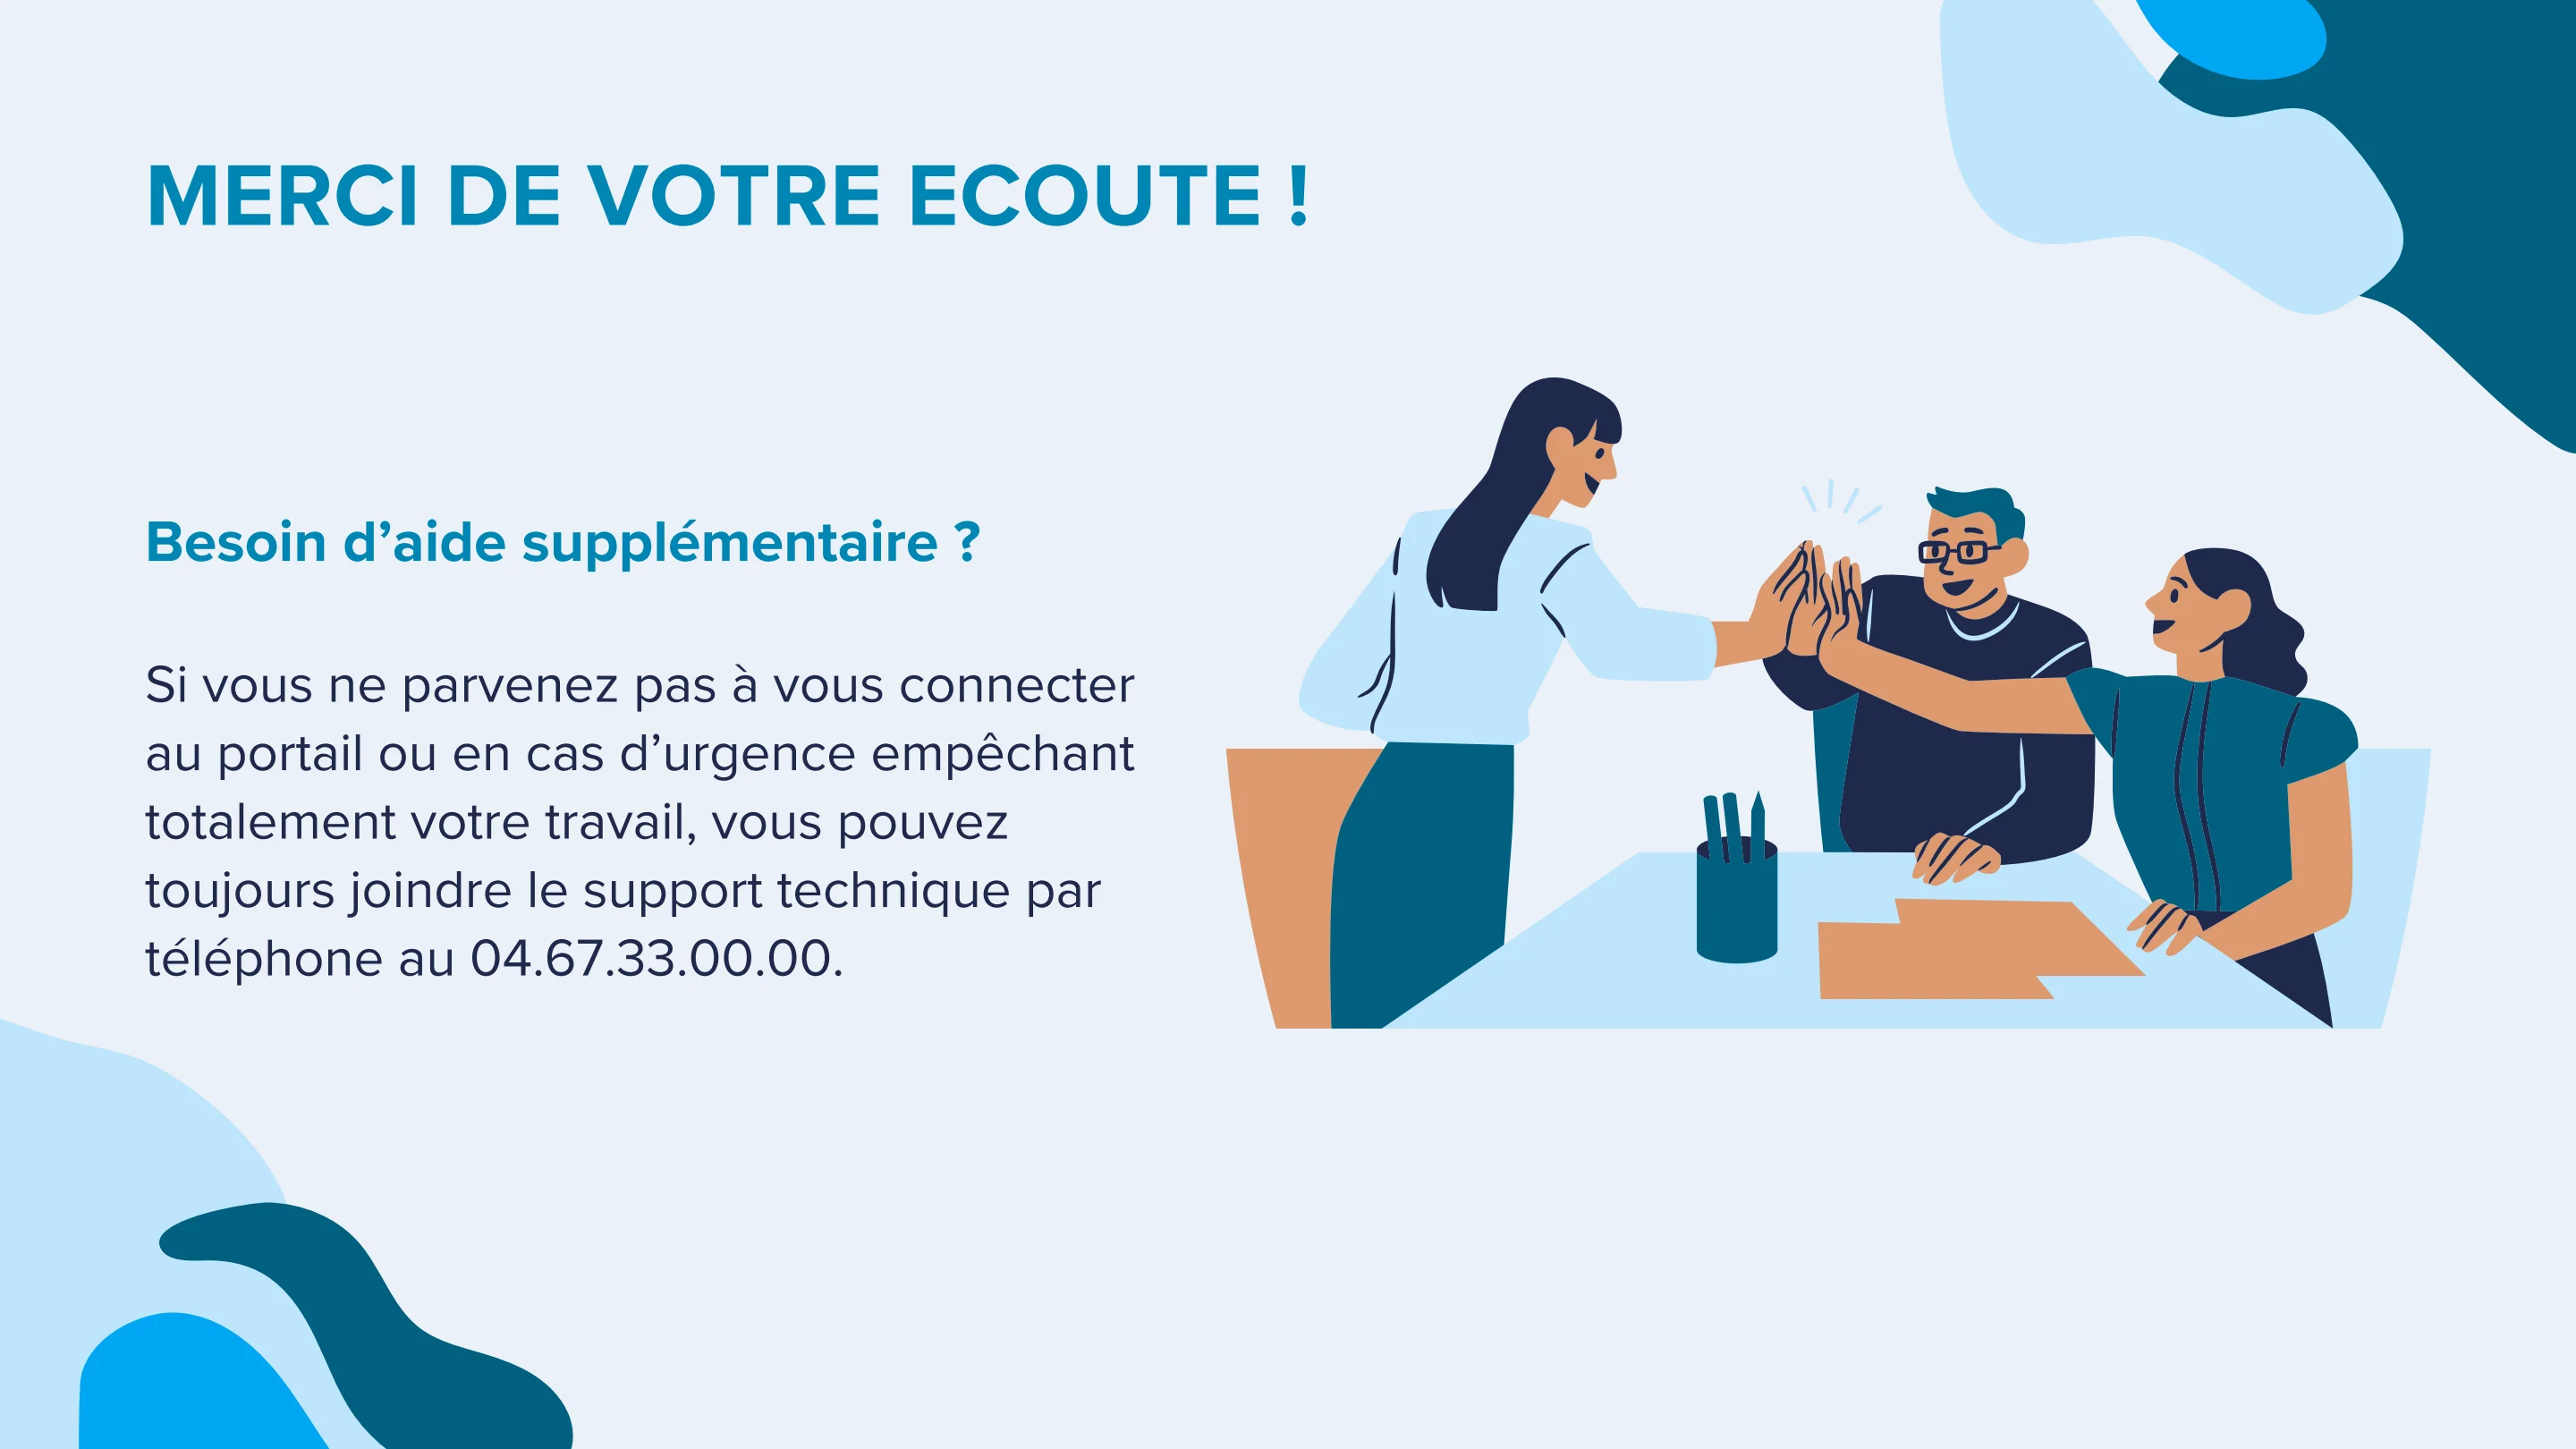 MERCI DE VOTRE ECOUTE !
Besoin d’aide supplémentaire ?
Si vous ne parvenez pas à vous connecter
au portail ou en cas d’urgence empêchant
totalement votre travail, vous pouvez
toujours joindre le support technique par
téléphone au 04.67.33.00.00.